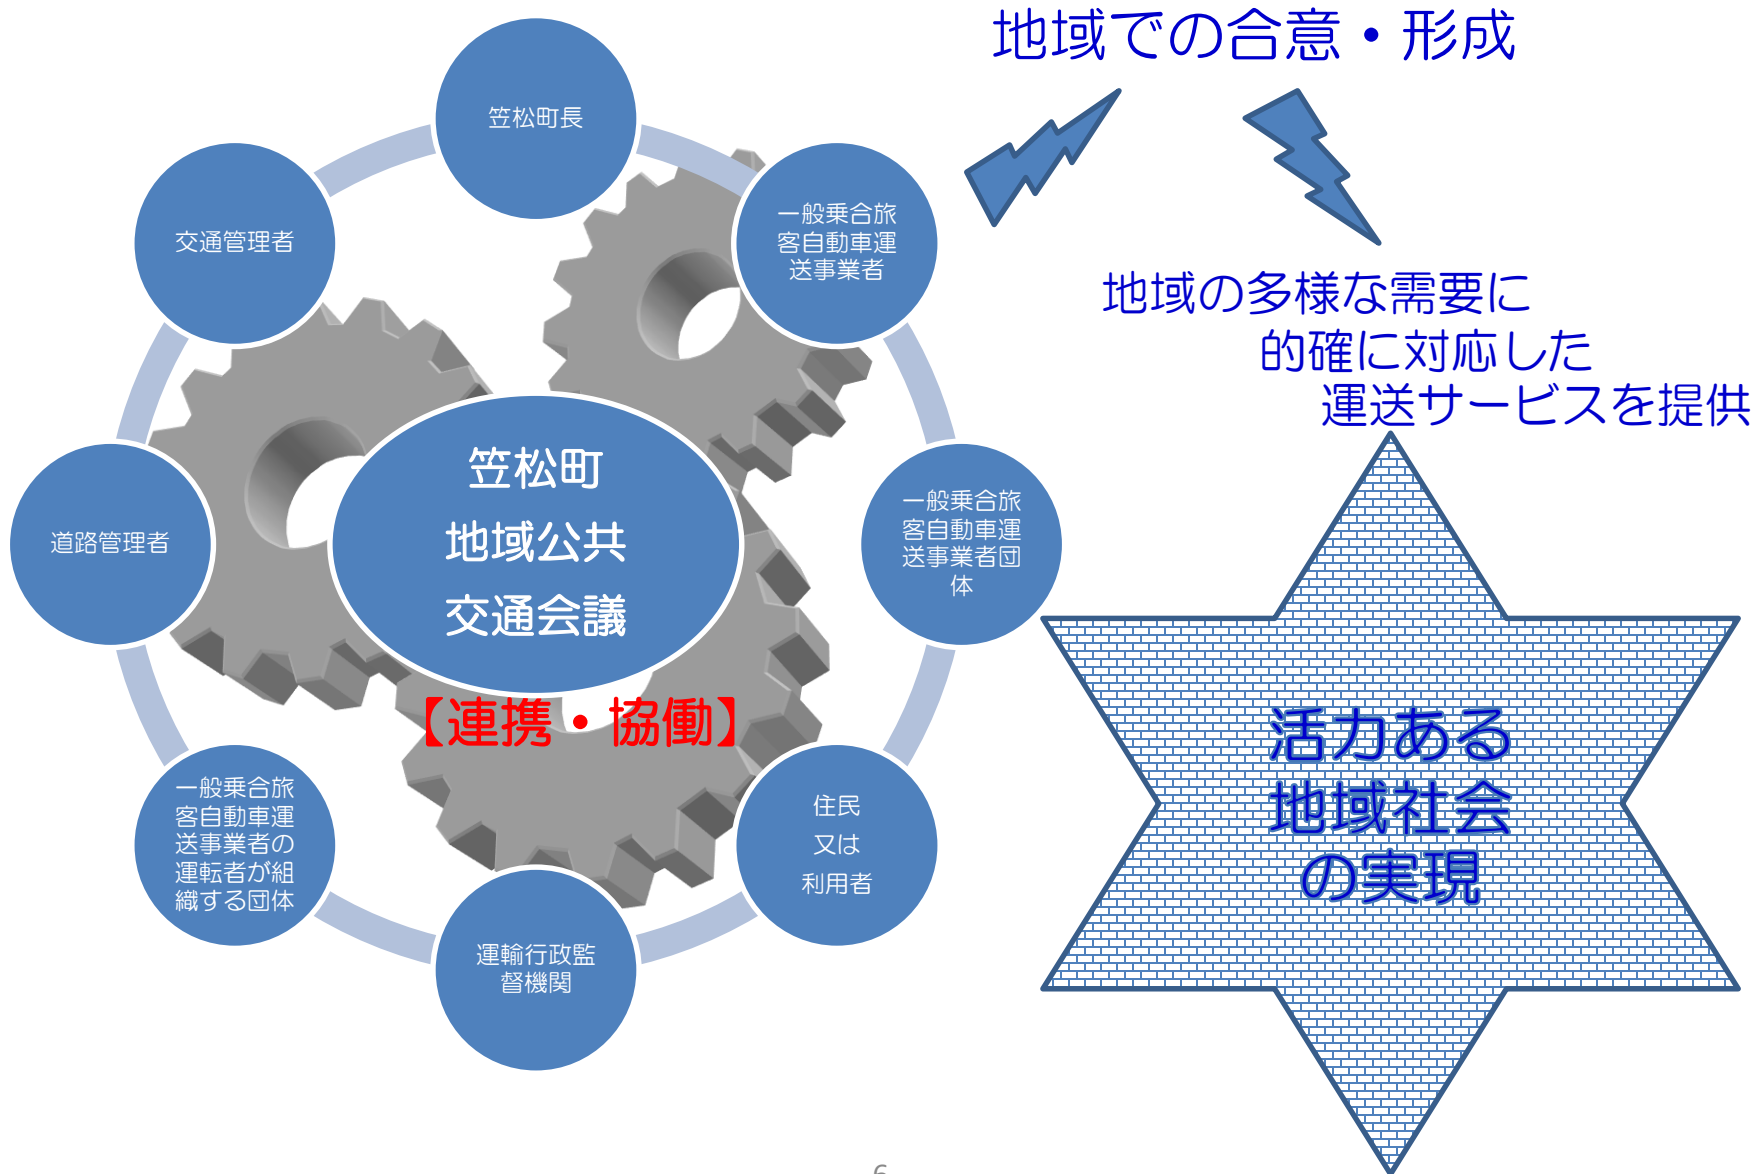 地域での合意・形成
笠松町長
一般乗合旅
客自動車運
送事業者
交通管理者
地域の多様な需要に
的確に対応した
運送サービスを提供
笠松町
地域公共
交通会議
【連携・協働】
道路管理者
一般乗合旅
客自動車運
送事業者団
体
一般乗合旅
客自動車運
送事業者の
運転者が組
織する団体
住民
又は
利用者
運輸行政監
督機関
活力ある
地域社会
の実現
6